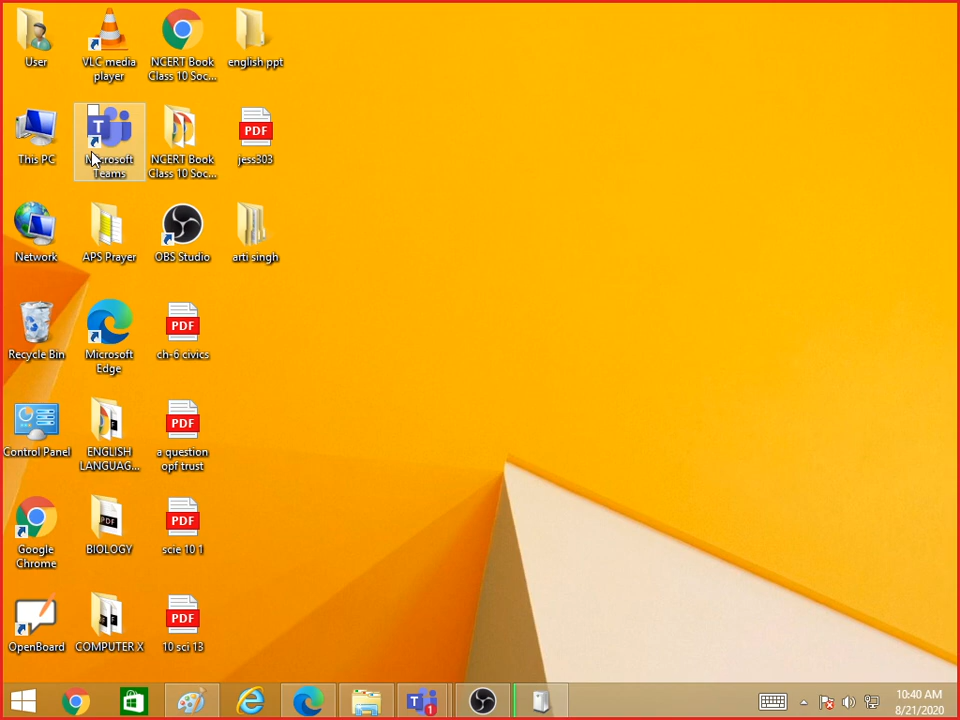 User
VLC media
player
NCERT Book
Class 10 Soc...
english ppt
This PC
Microsoft
Teams
NCERT Book
Class 10 Soc...
PDF
jess303
Network
APS Prayer
OBS Studio
arti singh
Recycle Bin
Microsoft
Edge
PDF
ch-6 civics
Control Panel
ENGLISH
LANGUAG...
PDF
a question
opf trust
Google
Chrome
PDF
BIOLOGY
PDF
scie 10 1
OpenBoard
COMPUTER X
PDF
10 sci 13
T
T
1
10:40 AM
8/21/2020